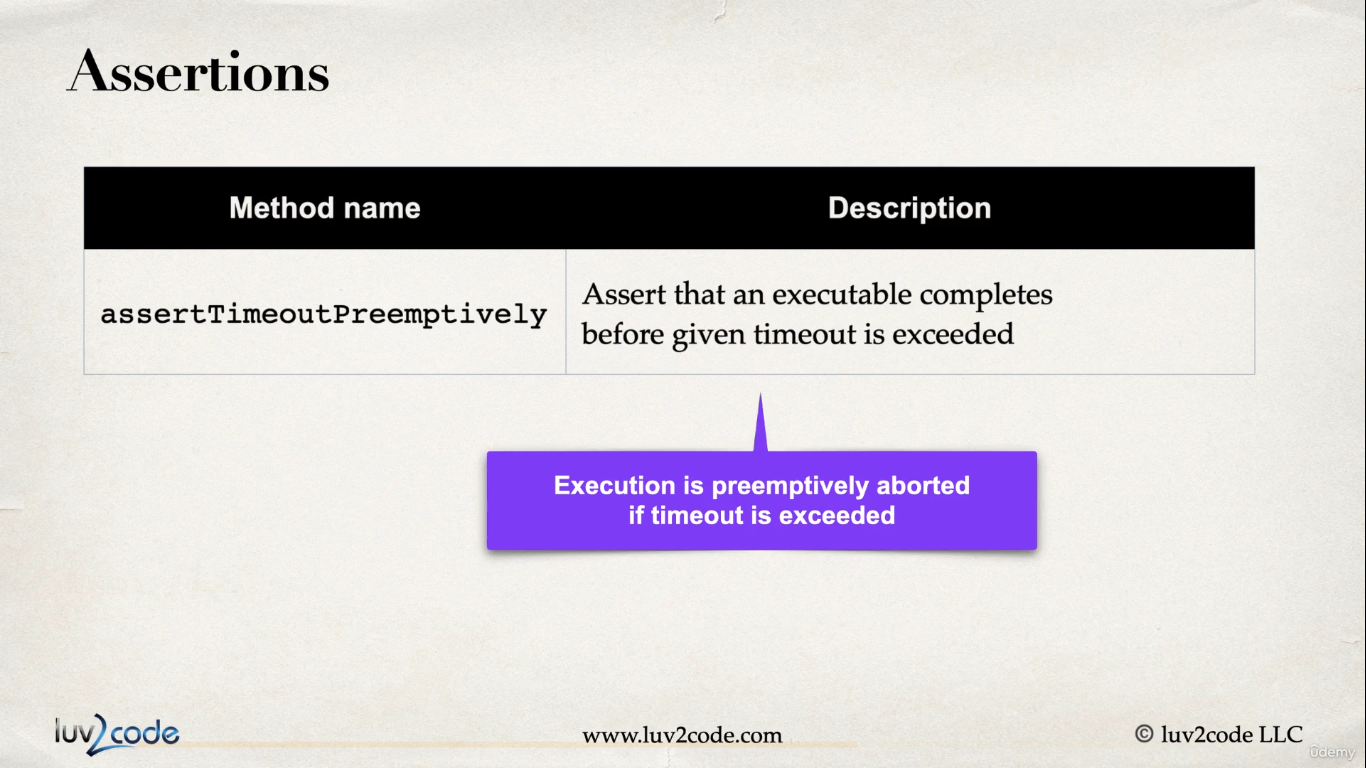 Assertions
Method name
Description
assertTimeoutPreemptively
Assert that an executable completes
before given timeout is exceeded
Execution is preemptively aborted
if timeout is exceeded
luv2code
www.luv2code.com
© luv2code LLC
ûdemy